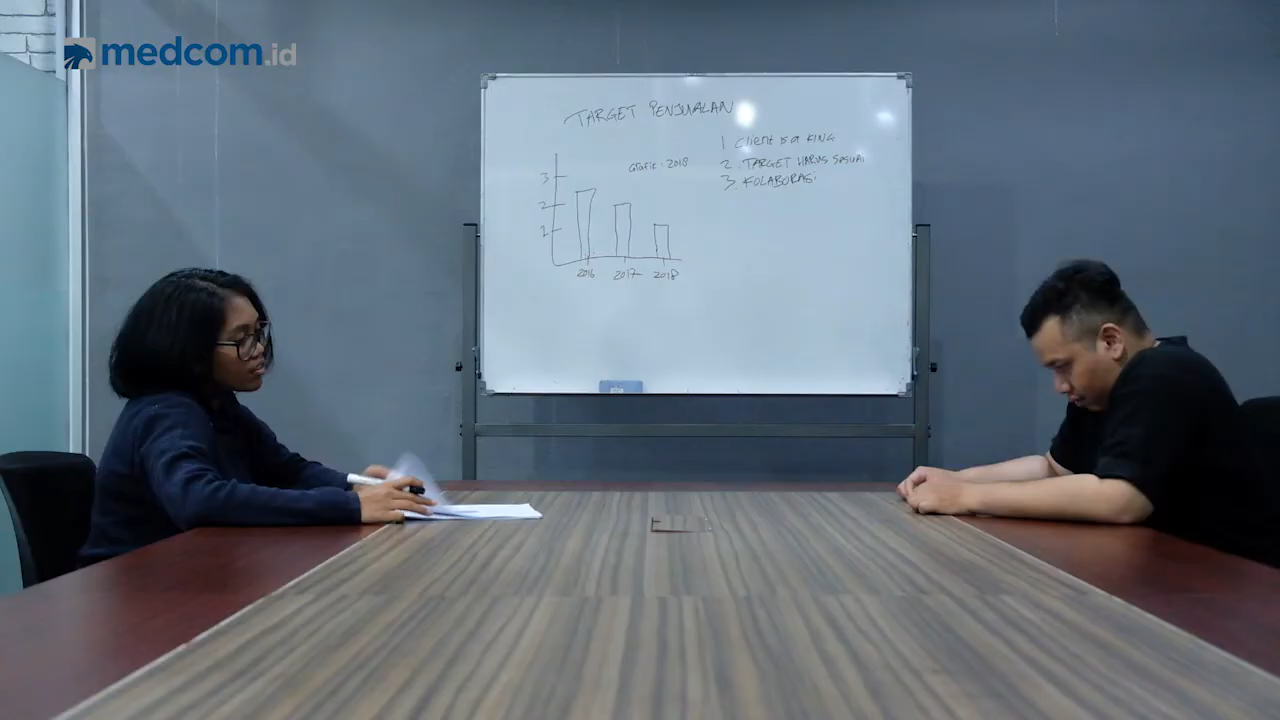 medcom.id
TARGET PENJUALAN
1 Client is a KING
Grafik : 2018
2. TARGET HARUS SESUAI
3. KOLABORASI
3
2
1
2016 2017 2018